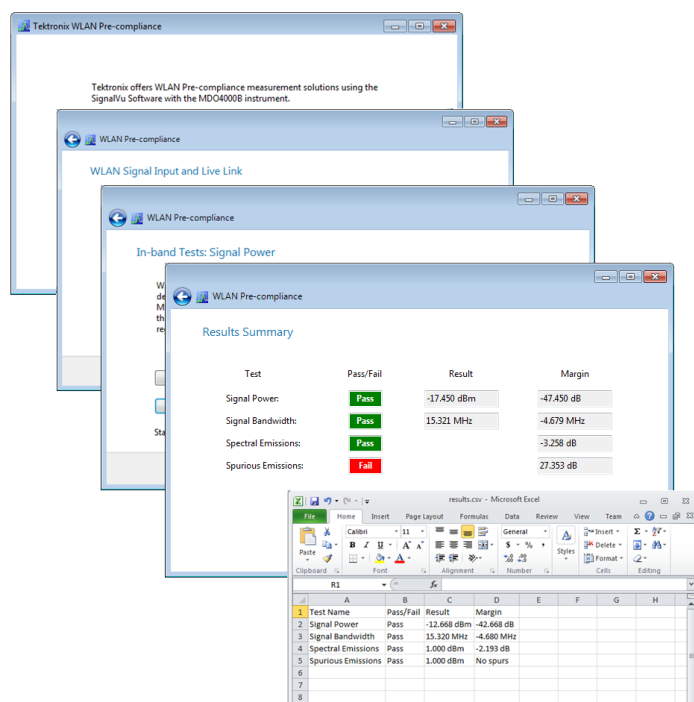 Tektronix WLAN Pre-compliance
Tektronix offers WLAN Pre-compliance measurement solutions using the
SignalVu Software with the MDO4000B instrument.
WLAN Pre-compliance
WLAN Signal Input and Live Link
WLAN Pre-compliance
In-band Tests: Signal Power
W
de
M
th
re
Sta
WLAN Pre-compliance
Results Summary
Test Pass/Fail Result Margin
Signal Power: Pass -17.450 dBm -47.450 dB
Signal Bandwidth: Pass 15.321 MHz -4.679 MHz
Spectral Emissions: Pass -3.258 dB
Spurious Emissions: Fail 27.353 dB
results.csv - Microsoft Excel
File Home Insert Page Layout Formulas Data Review View Team
Paste Calibri 11 General Styles Insert
B I U A A $ % , Delete
A Format
Clipboard Font Alignment Number Cells Editing
R1 fx
A B C D E F G H
1 Test Name Pass/Fail Result Margin
2 Signal Power Pass -12.668 dBm -42.668 dB
3 Signal Bandwidth Pass 15.320 MHz -4.680 MHz
4 Spectral Emissions Pass 1.000 dBm -2.193 dB
5 Spurious Emissions Pass 1.000 dBm No spurs
6
7
8